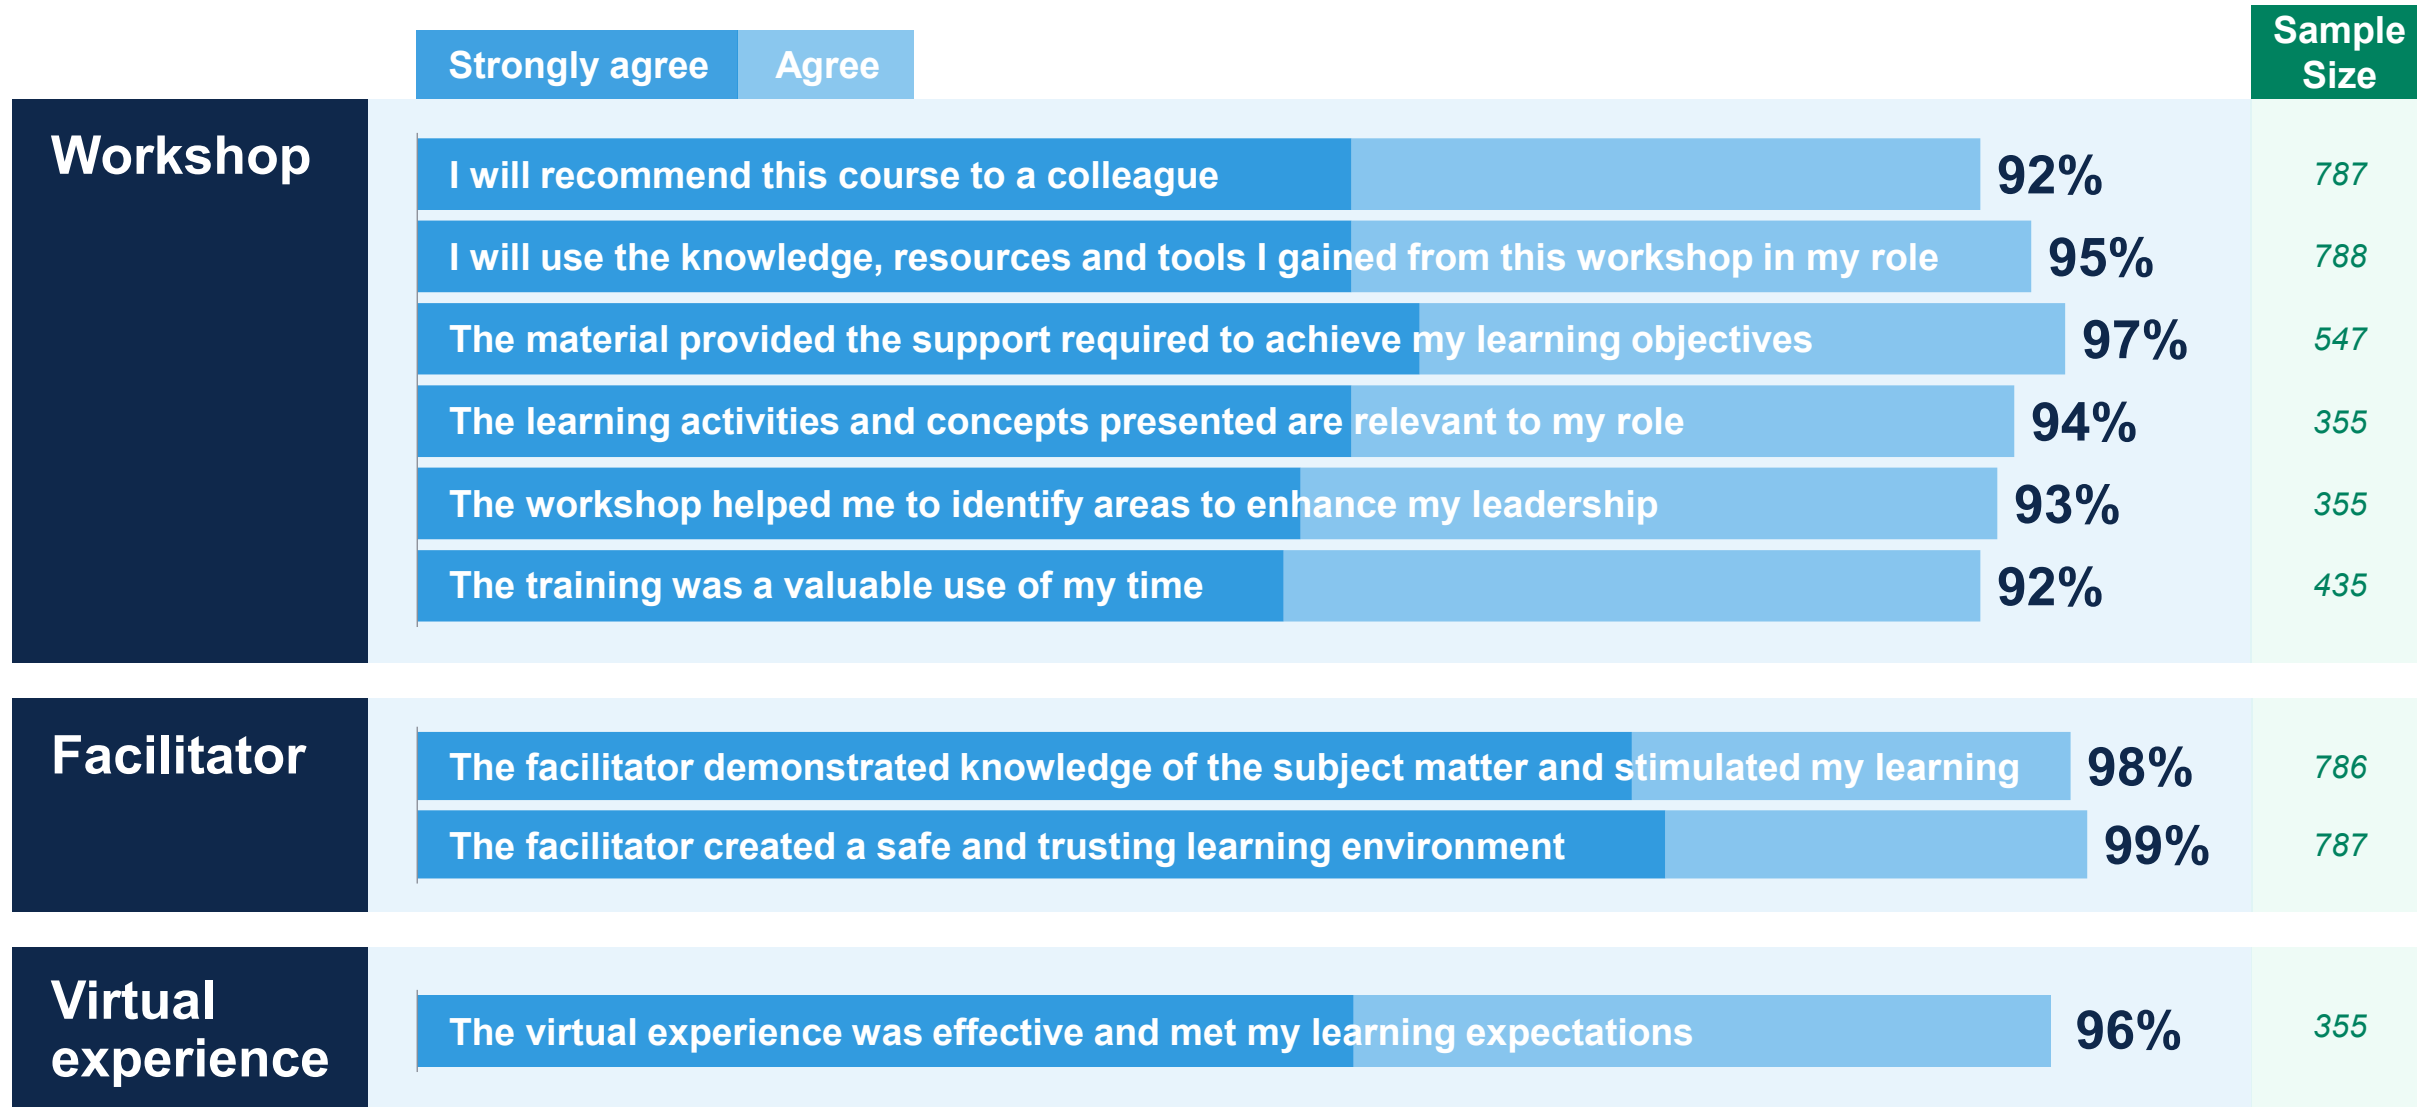 Strongly agree Agree
Sample
Size
Workshop
I will recommend this course to a colleague 92% 787
I will use the knowledge, resources and tools I gained from this workshop in my role 95% 788
The material provided the support required to achieve my learning objectives 97% 547
The learning activities and concepts presented are relevant to my role 94% 355
The workshop helped me to identify areas to enhance my leadership 93% 355
The training was a valuable use of my time 92% 435
Facilitator
The facilitator demonstrated knowledge of the subject matter and stimulated my learning 98% 786
The facilitator created a safe and trusting learning environment 99% 787
Virtual
experience
The virtual experience was effective and met my learning expectations 96% 355